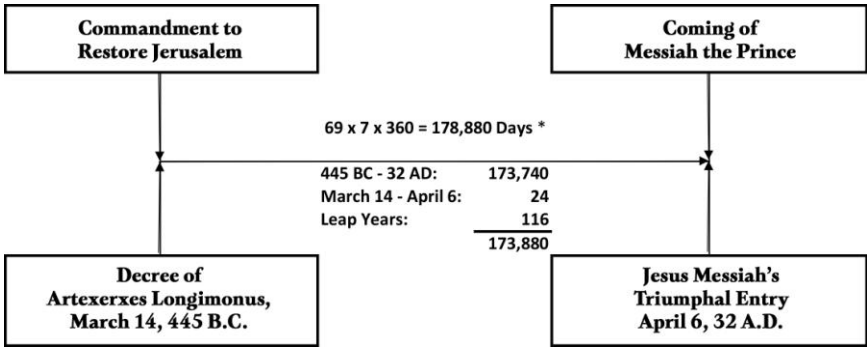 Commandment to
Restore Jerusalem
Coming of
Messiah the Prince
69 x 7 x 360 = 178,880 Days *
445 BC - 32 AD: 173,740
March 14 - April 6: 24
Leap Years: 116
173,880
Decree of
Artexerxes Longimonus,
March 14, 445 B.C.
Jesus Messiah's
Triumphal Entry
April 6, 32 A.D.